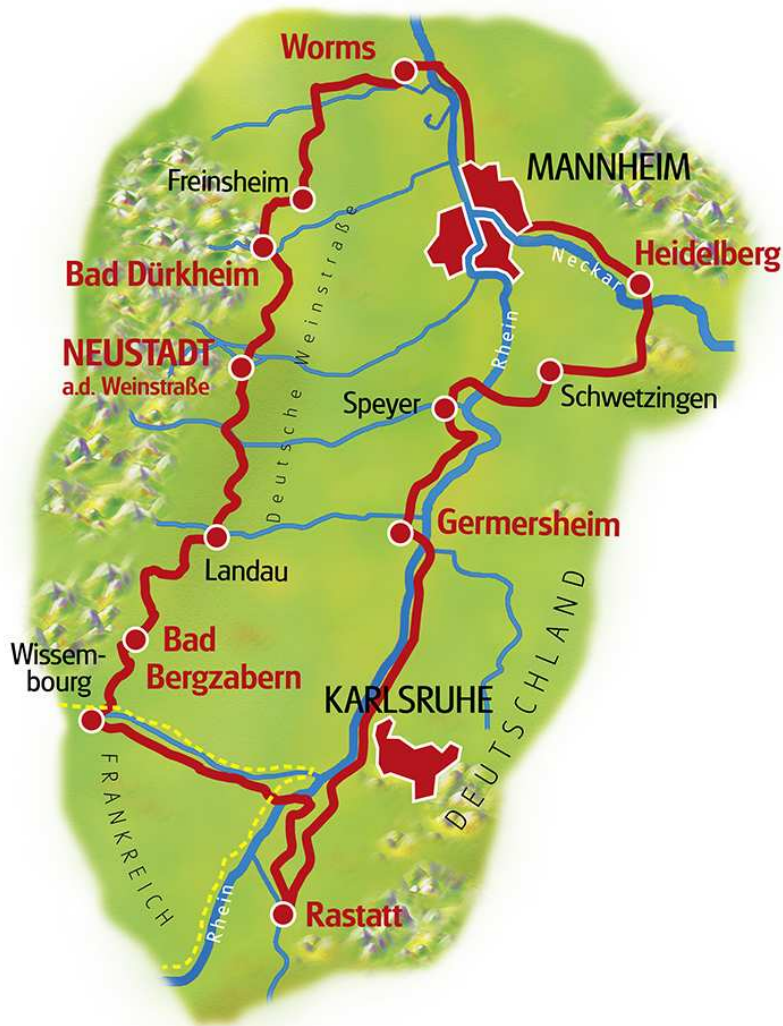 Worms
MANNHEIM
Freinsheim
Heidelberg
Neckar
Bad Dürkheim
Rhein
Deutsche Weinstraße
NEUSTADT
a.d. Weinstraße
Speyer
Schwetzingen
Germersheim
Landau
DEUTSCHLAND
Bad
Bergzabern
Wissem-
bourg
KARLSRUHE
FRANKREICH
Rhein
Rastatt